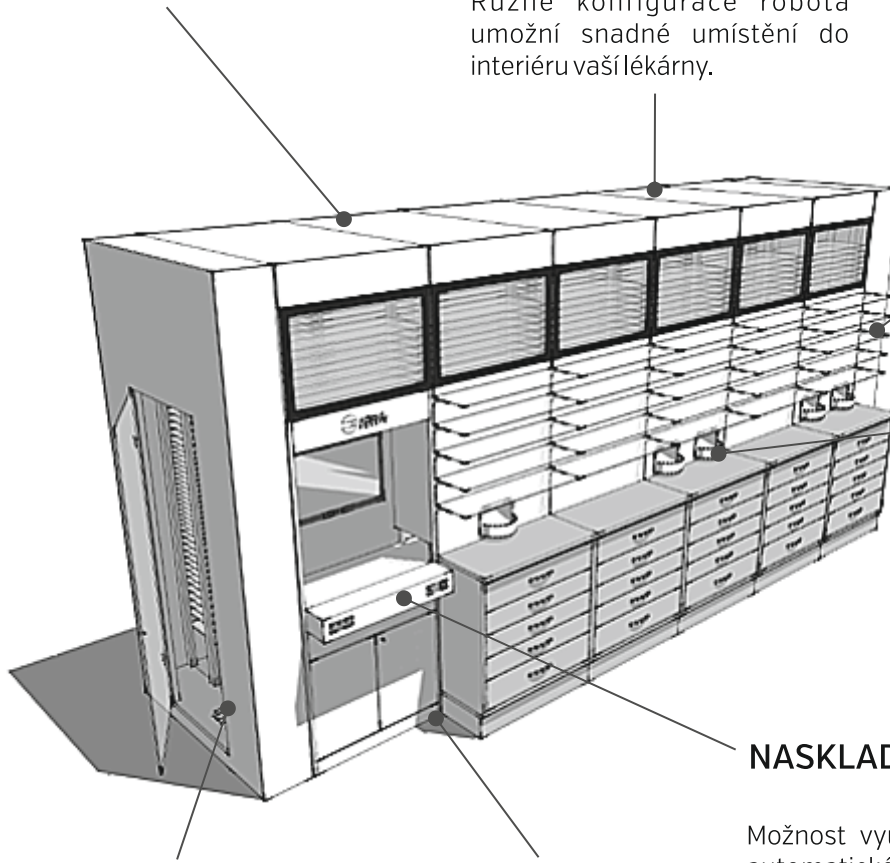 Různé konfigurace robota
umožní snadné umístění do
interiéru vaší lékárny.
NASKLAD
Možnost vyu